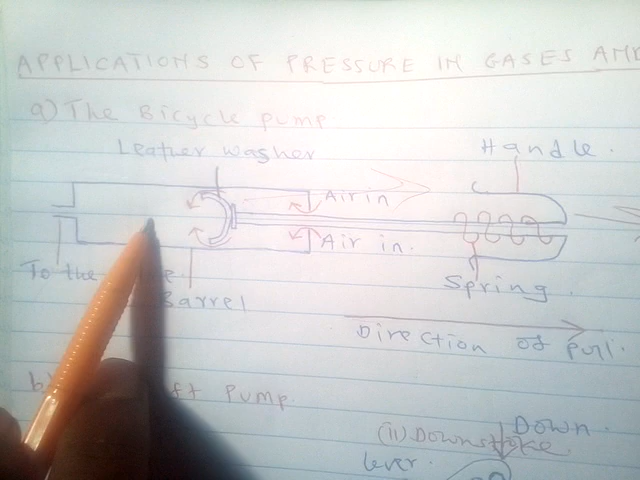 APPLICATIONS OF PRESSURE IN GASES AND
a) The Bicycle pump
Leather washer
Handle.
Air in
Air in.
To the
Barrel
Spring.
Direction of Pull.
b)
ft Pump.
(ii) Downstroke.
Down.
lever.